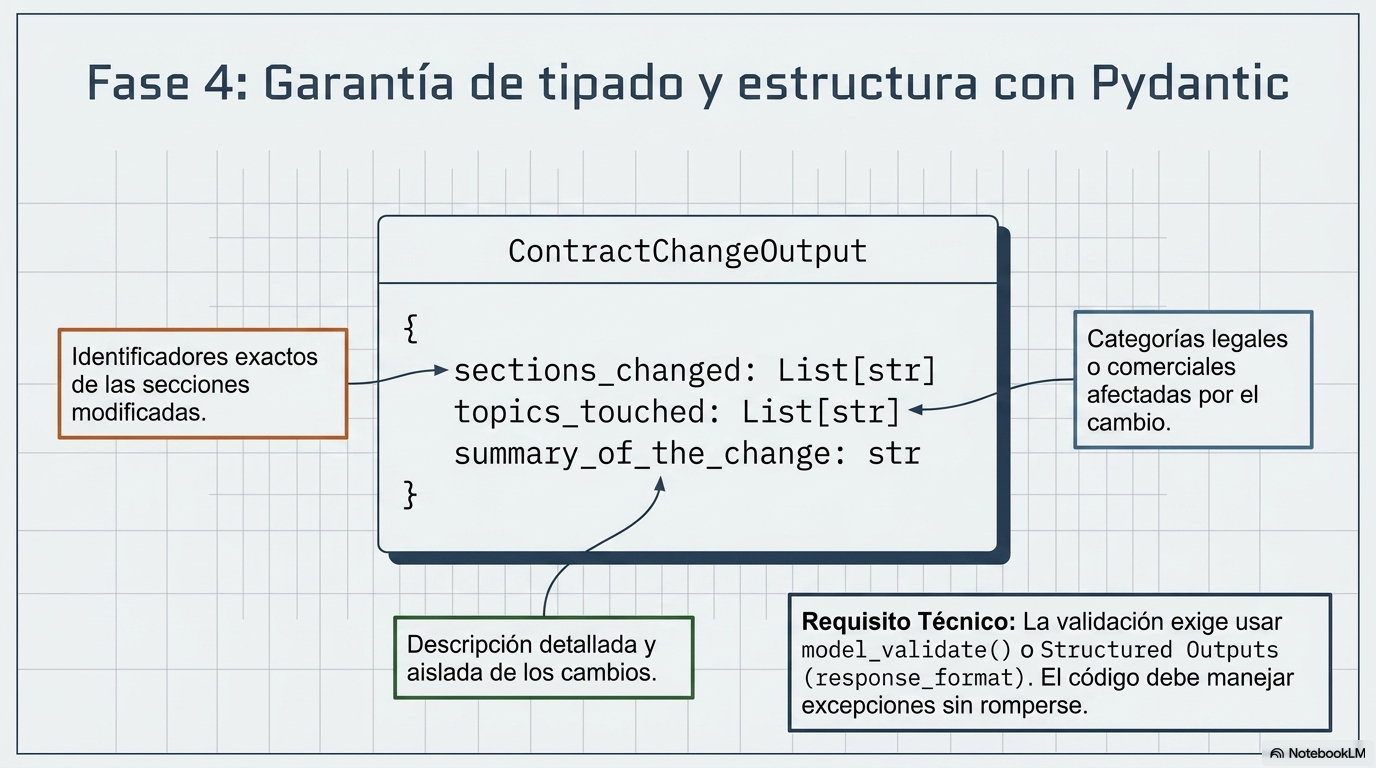 Fase 4: Garantía de tipado y estructura con Pydantic
ContractChangeOutput
{
sections_changed: List[str]
topics_touched: List[str]
summary_of_the_change: str
}
Identificadores exactos
de las secciones
modificadas.
Categorías legales
o comerciales
afectadas por el
cambio.
Descripción detallada y
aislada de los cambios.
Requisito Técnico: La validación exige usar
model_validate() o Structured Outputs
(response_format). El código debe manejar
excepciones sin romperse.
NotebookLM